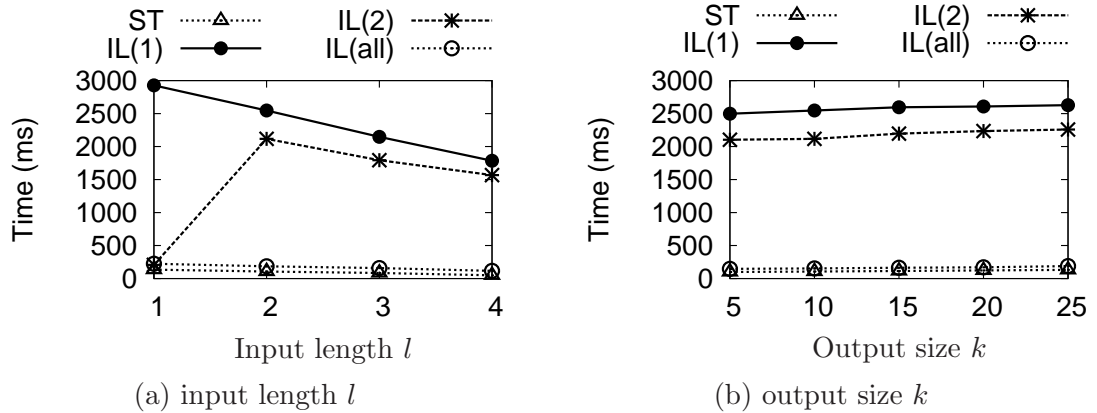 ST
IL(1)
IL(2)
IL(all)
Time (ms)
3000
2500
2000
1500
1000
500
0
1 2 3 4
Input length l
(a) input length l
ST
IL(1)
IL(2)
IL(all)
Time (ms)
3000
2500
2000
1500
1000
500
0
5 10 15 20 25
Output size k
(b) output size k